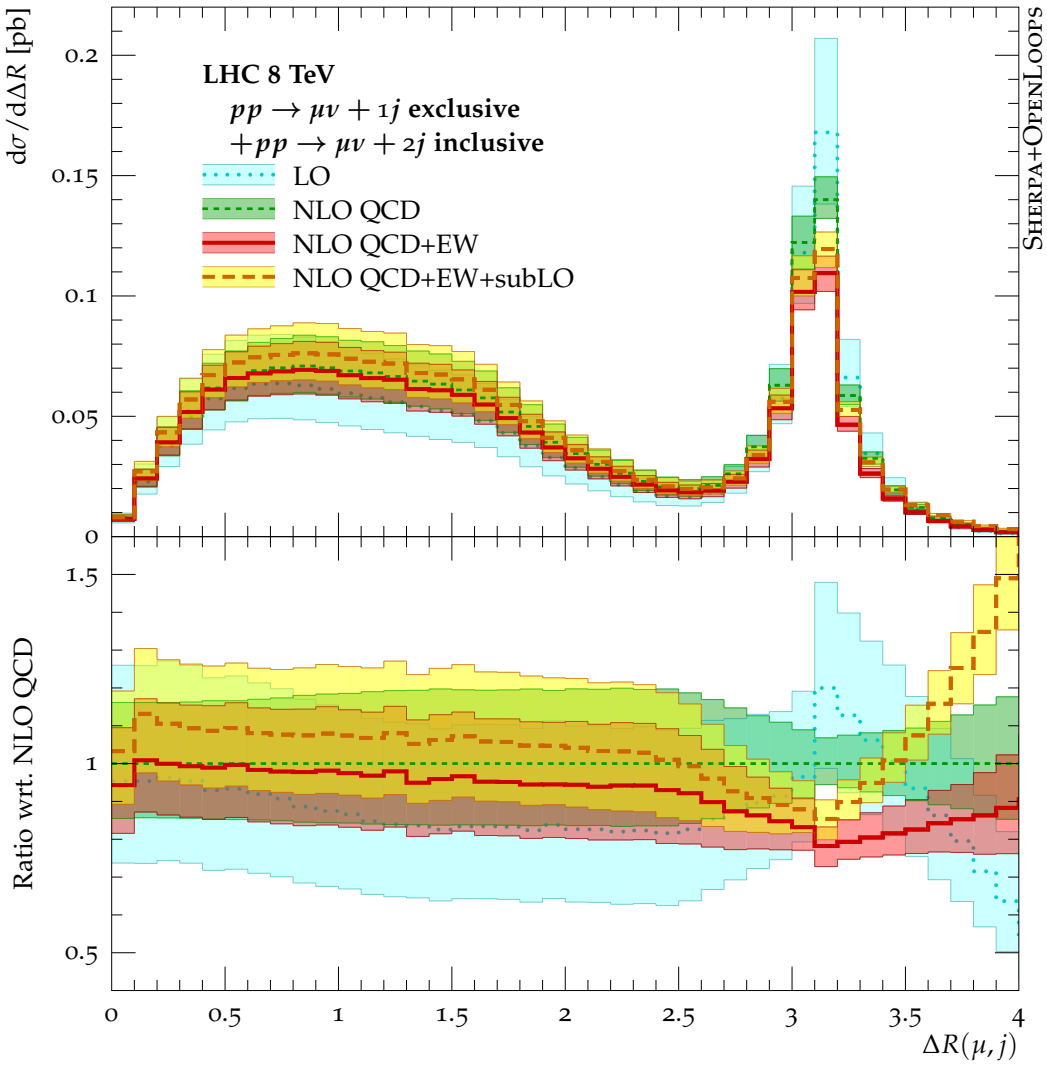 dσ/dΔR [pb]
SHERPA+OPENLOOPS
0.2
0.15
0.1
0.05
0
LHC 8 TeV
pp → μν + 1j exclusive
+pp → μν + 2j inclusive
LO
NLO QCD
NLO QCD+EW
NLO QCD+EW+subLO
Ratio wrt. NLO QCD
1.5
1
0.5
0 0.5 1 1.5 2 2.5 3 3.5 4
ΔR(μ, j)